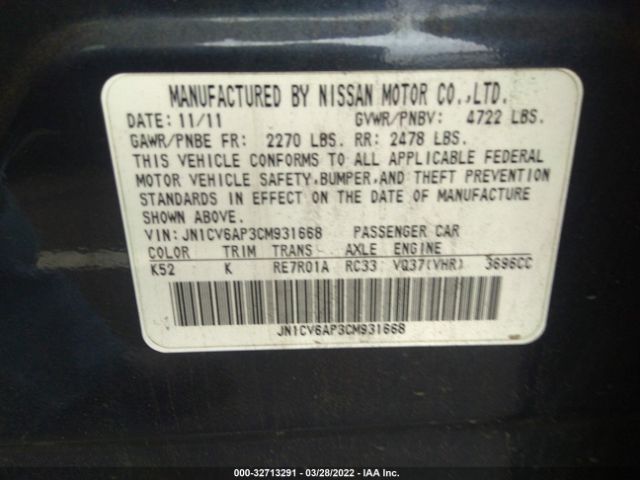 MANUFACTURED BY NISSAN MOTOR CO.,LTD.
DATE: 11/11 GVWR/PNBV: 4722 LBS.
GAWR/PNBE FR: 2270 LBS. RR: 2478 LBS.
THIS VEHICLE CONFORMS TO ALL APPLICABLE FEDERAL
MOTOR VEHICLE SAFETY,BUMPER,AND THEFT PREVENTION
STANDARDS IN EFFECT ON THE DATE OF MANUFACTURE
SHOWN ABOVE.
VIN: JN1CV6AP3CM931668 PASSENGER CAR
COLOR TRIM TRANS AXLE ENGINE
K52 K RE7R01A RC33 VQ37(VHR) 3696CC
JN1CV6AP3CM931668
000-32713291 - 03/28/2022 - IAA Inc.